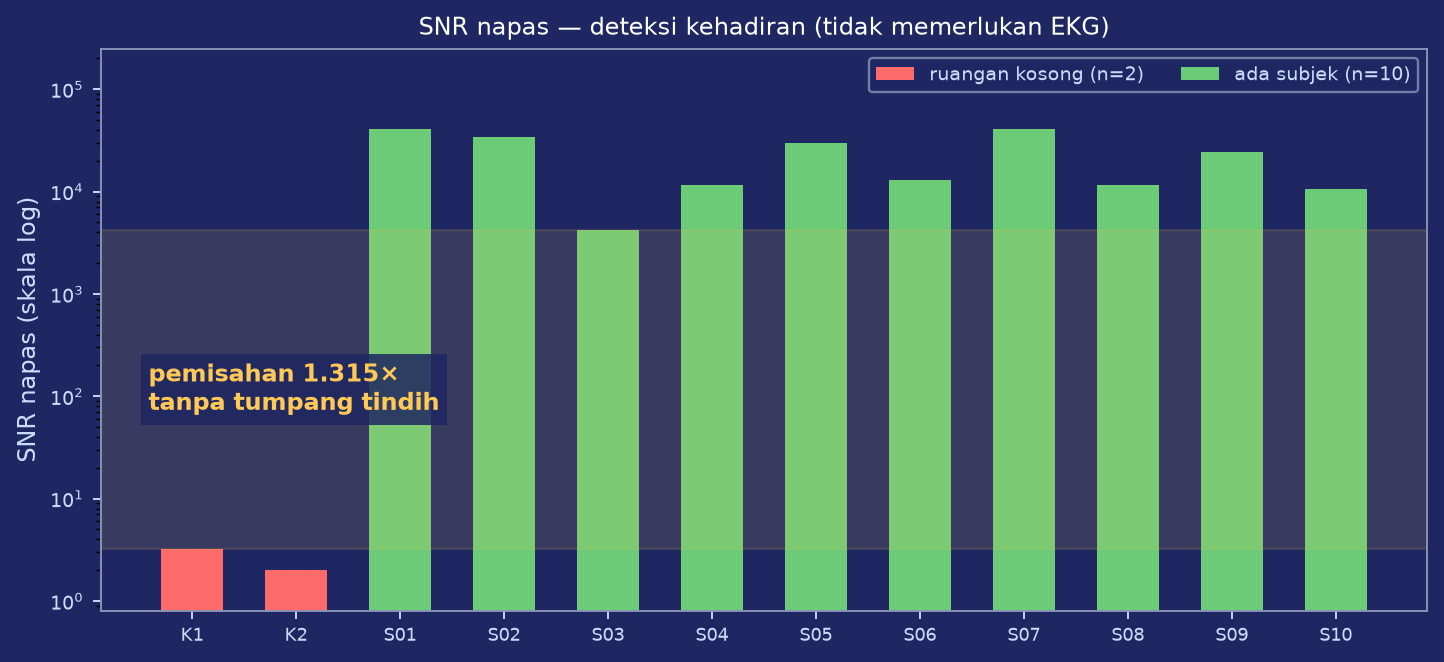 SNR napas — deteksi kehadiran (tidak memerlukan EKG)
ruangan kosong (n=2)
ada subjek (n=10)
SNR napas (skala log)
10⁵
10⁴
10³
10²
10¹
10⁰
pemisahan 1.315×
tanpa tumpang tindih
K1 K2 S01 S02 S03 S04 S05 S06 S07 S08 S09 S10